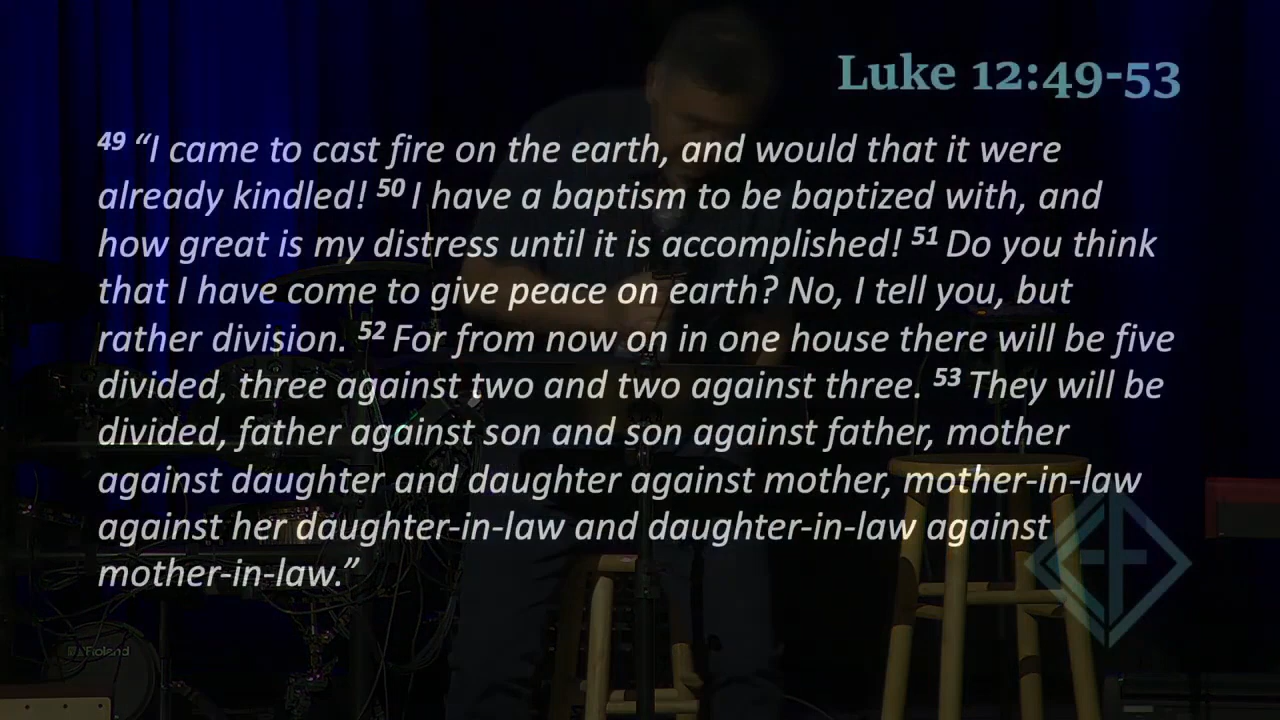 Luke 12:49-53
49 “I came to cast fire on the earth, and would that it were
already kindled! 50 I have a baptism to be baptized with, and
how great is my distress until it is accomplished! 51 Do you think
that I have come to give peace on earth? No, I tell you, but
rather division. 52 For from now on in one house there will be five
divided, three against two and two against three. 53 They will be
divided, father against son and son against father, mother
against daughter and daughter against mother, mother-in-law
against her daughter-in-law and daughter-in-law against
mother-in-law.”
Roland